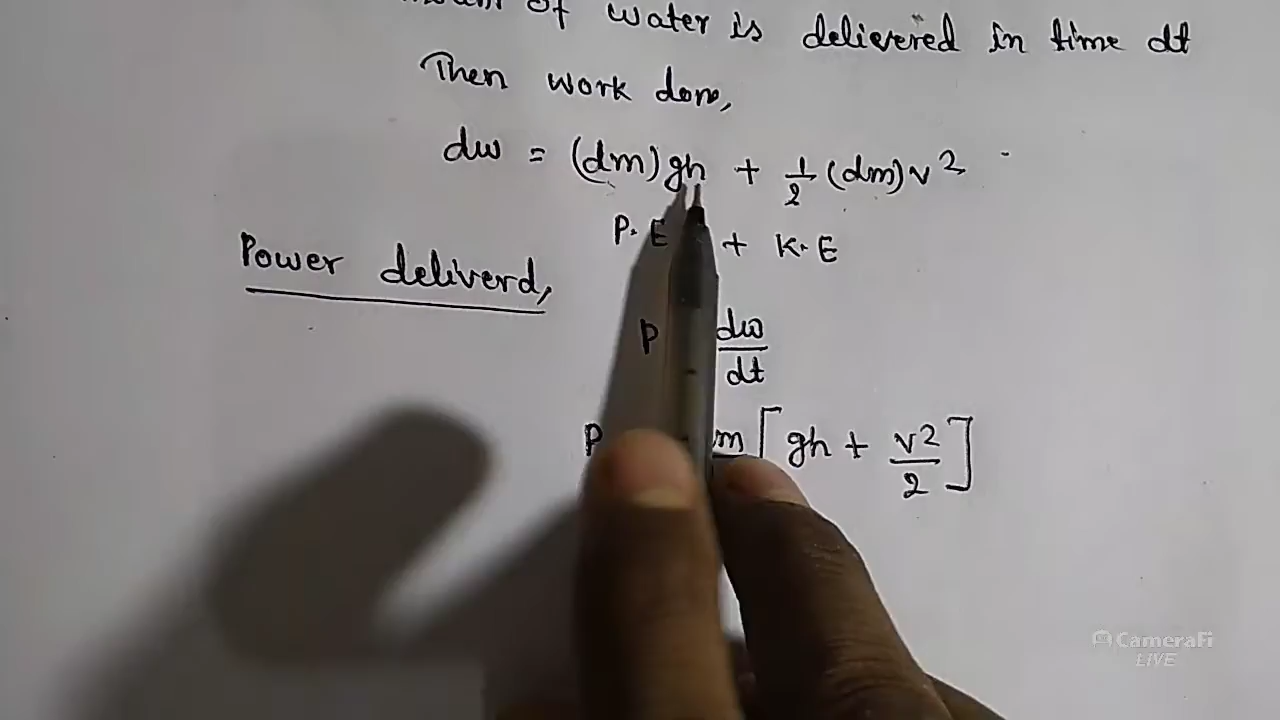 of water is delivered in time dt
Then work done,
dw = (dm)gh + 1/2 (dm)v²
P.E + K.E
Power deliverd,
P dw/dt
P m [gh + v²/2]
CameraFi
LIVE